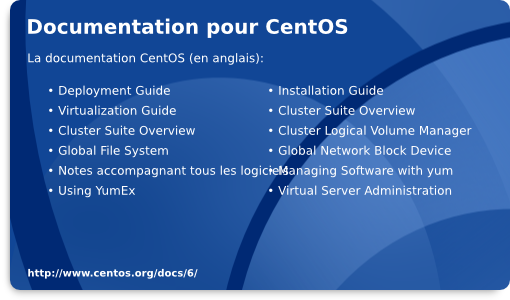 Documentation pour CentOS
La documentation CentOS (en anglais):
• Deployment Guide
• Virtualization Guide
• Cluster Suite Overview
• Global File System
• Notes accompagnant tous les logiciels
• Using YumEx
• Installation Guide
• Cluster Suite Overview
• Cluster Logical Volume Manager
• Global Network Block Device
• Managing Software with yum
• Virtual Server Administration
http://www.centos.org/docs/6/